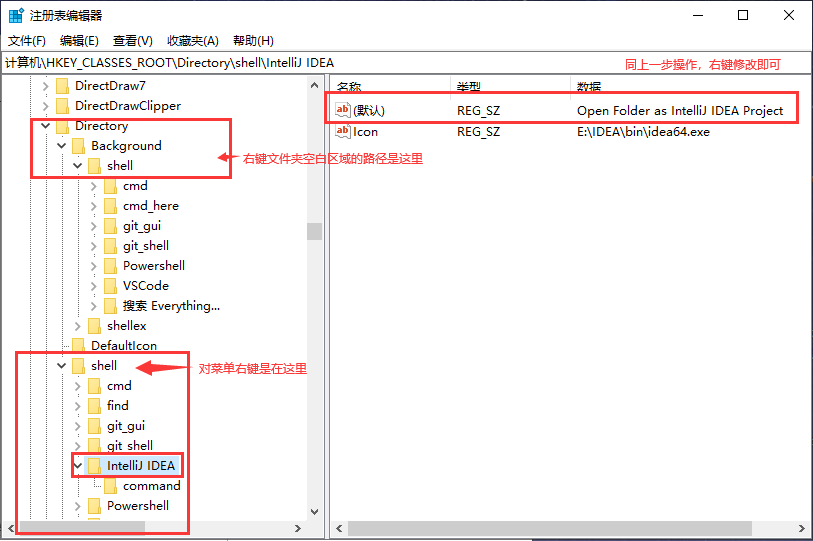 注册表编辑器
文件(F) 编辑(E) 查看(V) 收藏夹(A) 帮助(H)
计算机\HKEY_CLASSES_ROOT\Directory\shell\IntelliJ IDEA
同上一步操作，右键修改即可
DirectDraw7
DirectDrawClipper
Directory
Background
shell
cmd
cmd_here
git_gui
git_shell
Powershell
VSCode
搜索 Everything...
shellex
DefaultIcon
shell
cmd
find
git_gui
git_shell
IntelliJ IDEA
command
Powershell
右键文件夹空白区域的路径是这里
对菜单右键是在这里
名称 类型 数据
ab (默认) REG_SZ Open Folder as IntelliJ IDEA Project
ab Icon REG_SZ E:\IDEA\bin\idea64.exe